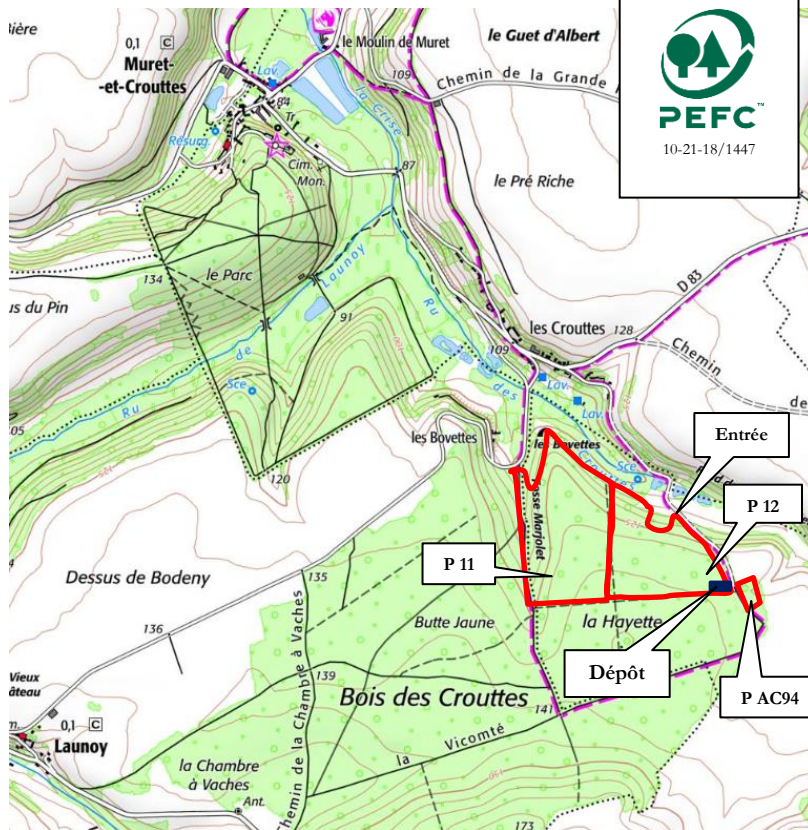 ière
0,1 C
le Moulin de Muret
le Guet d'Albert
Muret-
-et-Crouttes
Lav.
109
Chemin de la Grande
PEFC™
10-21-18/1447
la Crise
84
Tr
Résurg.
Cim.
Mon.
87
le Pré Riche
134
le Parc
Launoy
us du Pin
91
Ru
D 83
les Crouttes
128
Chemin
de
109
Ru
de
Sce
des
Lav.
Lav.
de
05
les Bovettes
les Bovettes
Crouttes
Sce
Entrée
120
125
Fosse Marjolet
P 12
P 11
Dessus de Bodeny
135
136
Butte Jaune
la Hayette
Dépôt
P AC94
Vieux
âteau
139
Bois des Crouttes
141
0,1 C
Launoy
la
Vicomté
la Chambre
à Vaches
Chemin de la Chambre à Vaches
150
Ant.
173